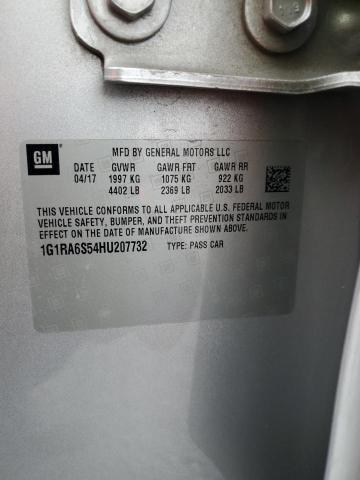 GM
MFD BY GENERAL MOTORS LLC
DATE GVWR GAWR FRT GAWR RR
04/17 1997 KG 1075 KG 922 KG
4402 LB 2369 LB 2033 LB
THIS VEHICLE CONFORMS TO ALL APPLICABLE U.S. FEDERAL MOTOR
VEHICLE SAFETY, BUMPER, AND THEFT PREVENTION STANDARDS IN
EFFECT ON THE DATE OF MANUFACTURE SHOWN ABOVE.
1G1RA6S54HU207732 TYPE: PASS CAR